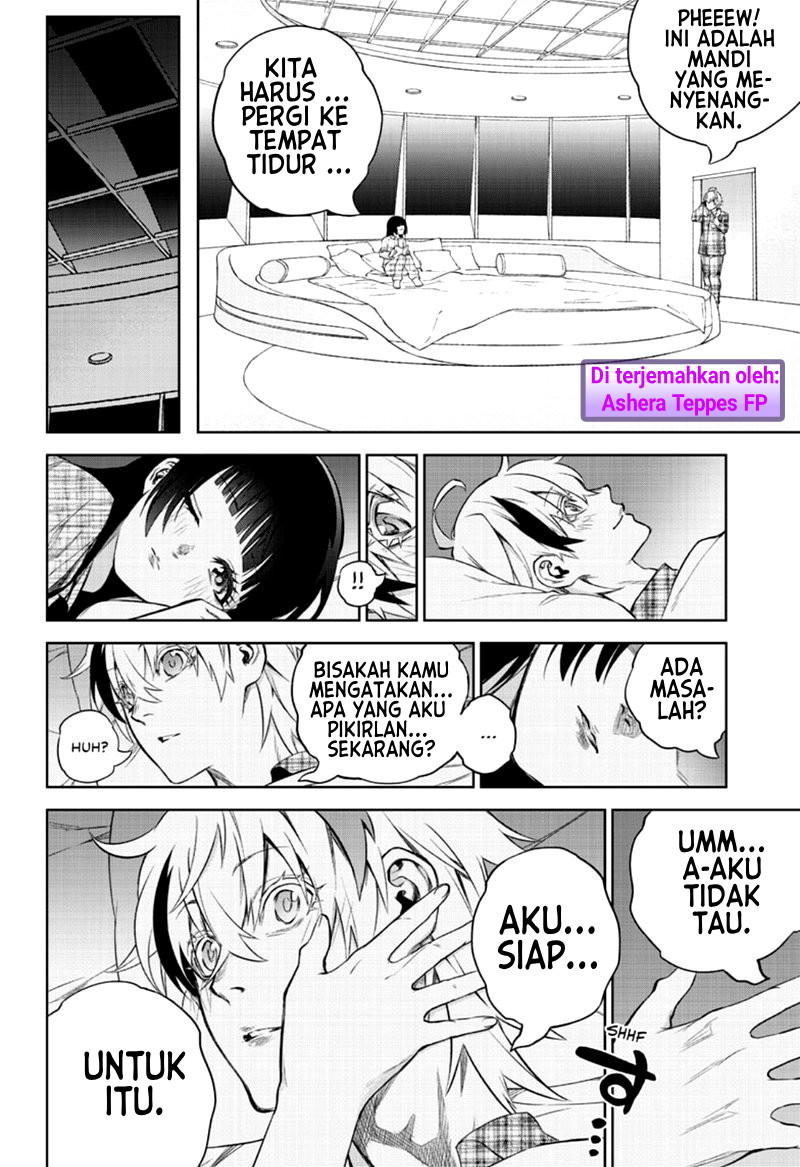 PHEEEW!
INI ADALAH
MANDI
YANG ME-
NYENANG-
KAN.
KITA
HARUS ...
PERGI KE
TEMPAT
TIDUR ...
Di terjemahkan oleh:
Ashera Teppes FP
!!
ADA
MASA-
LAH?
...
BISAKAH KAMU
MENGATAKAN...
APA YANG AKU
PIKIRLAN...
SEKARANG?
HUH?
UMM...
A-AKU
TIDAK
TAU.
SHHF
AKU...
SIAP...
UNTUK
ITU.